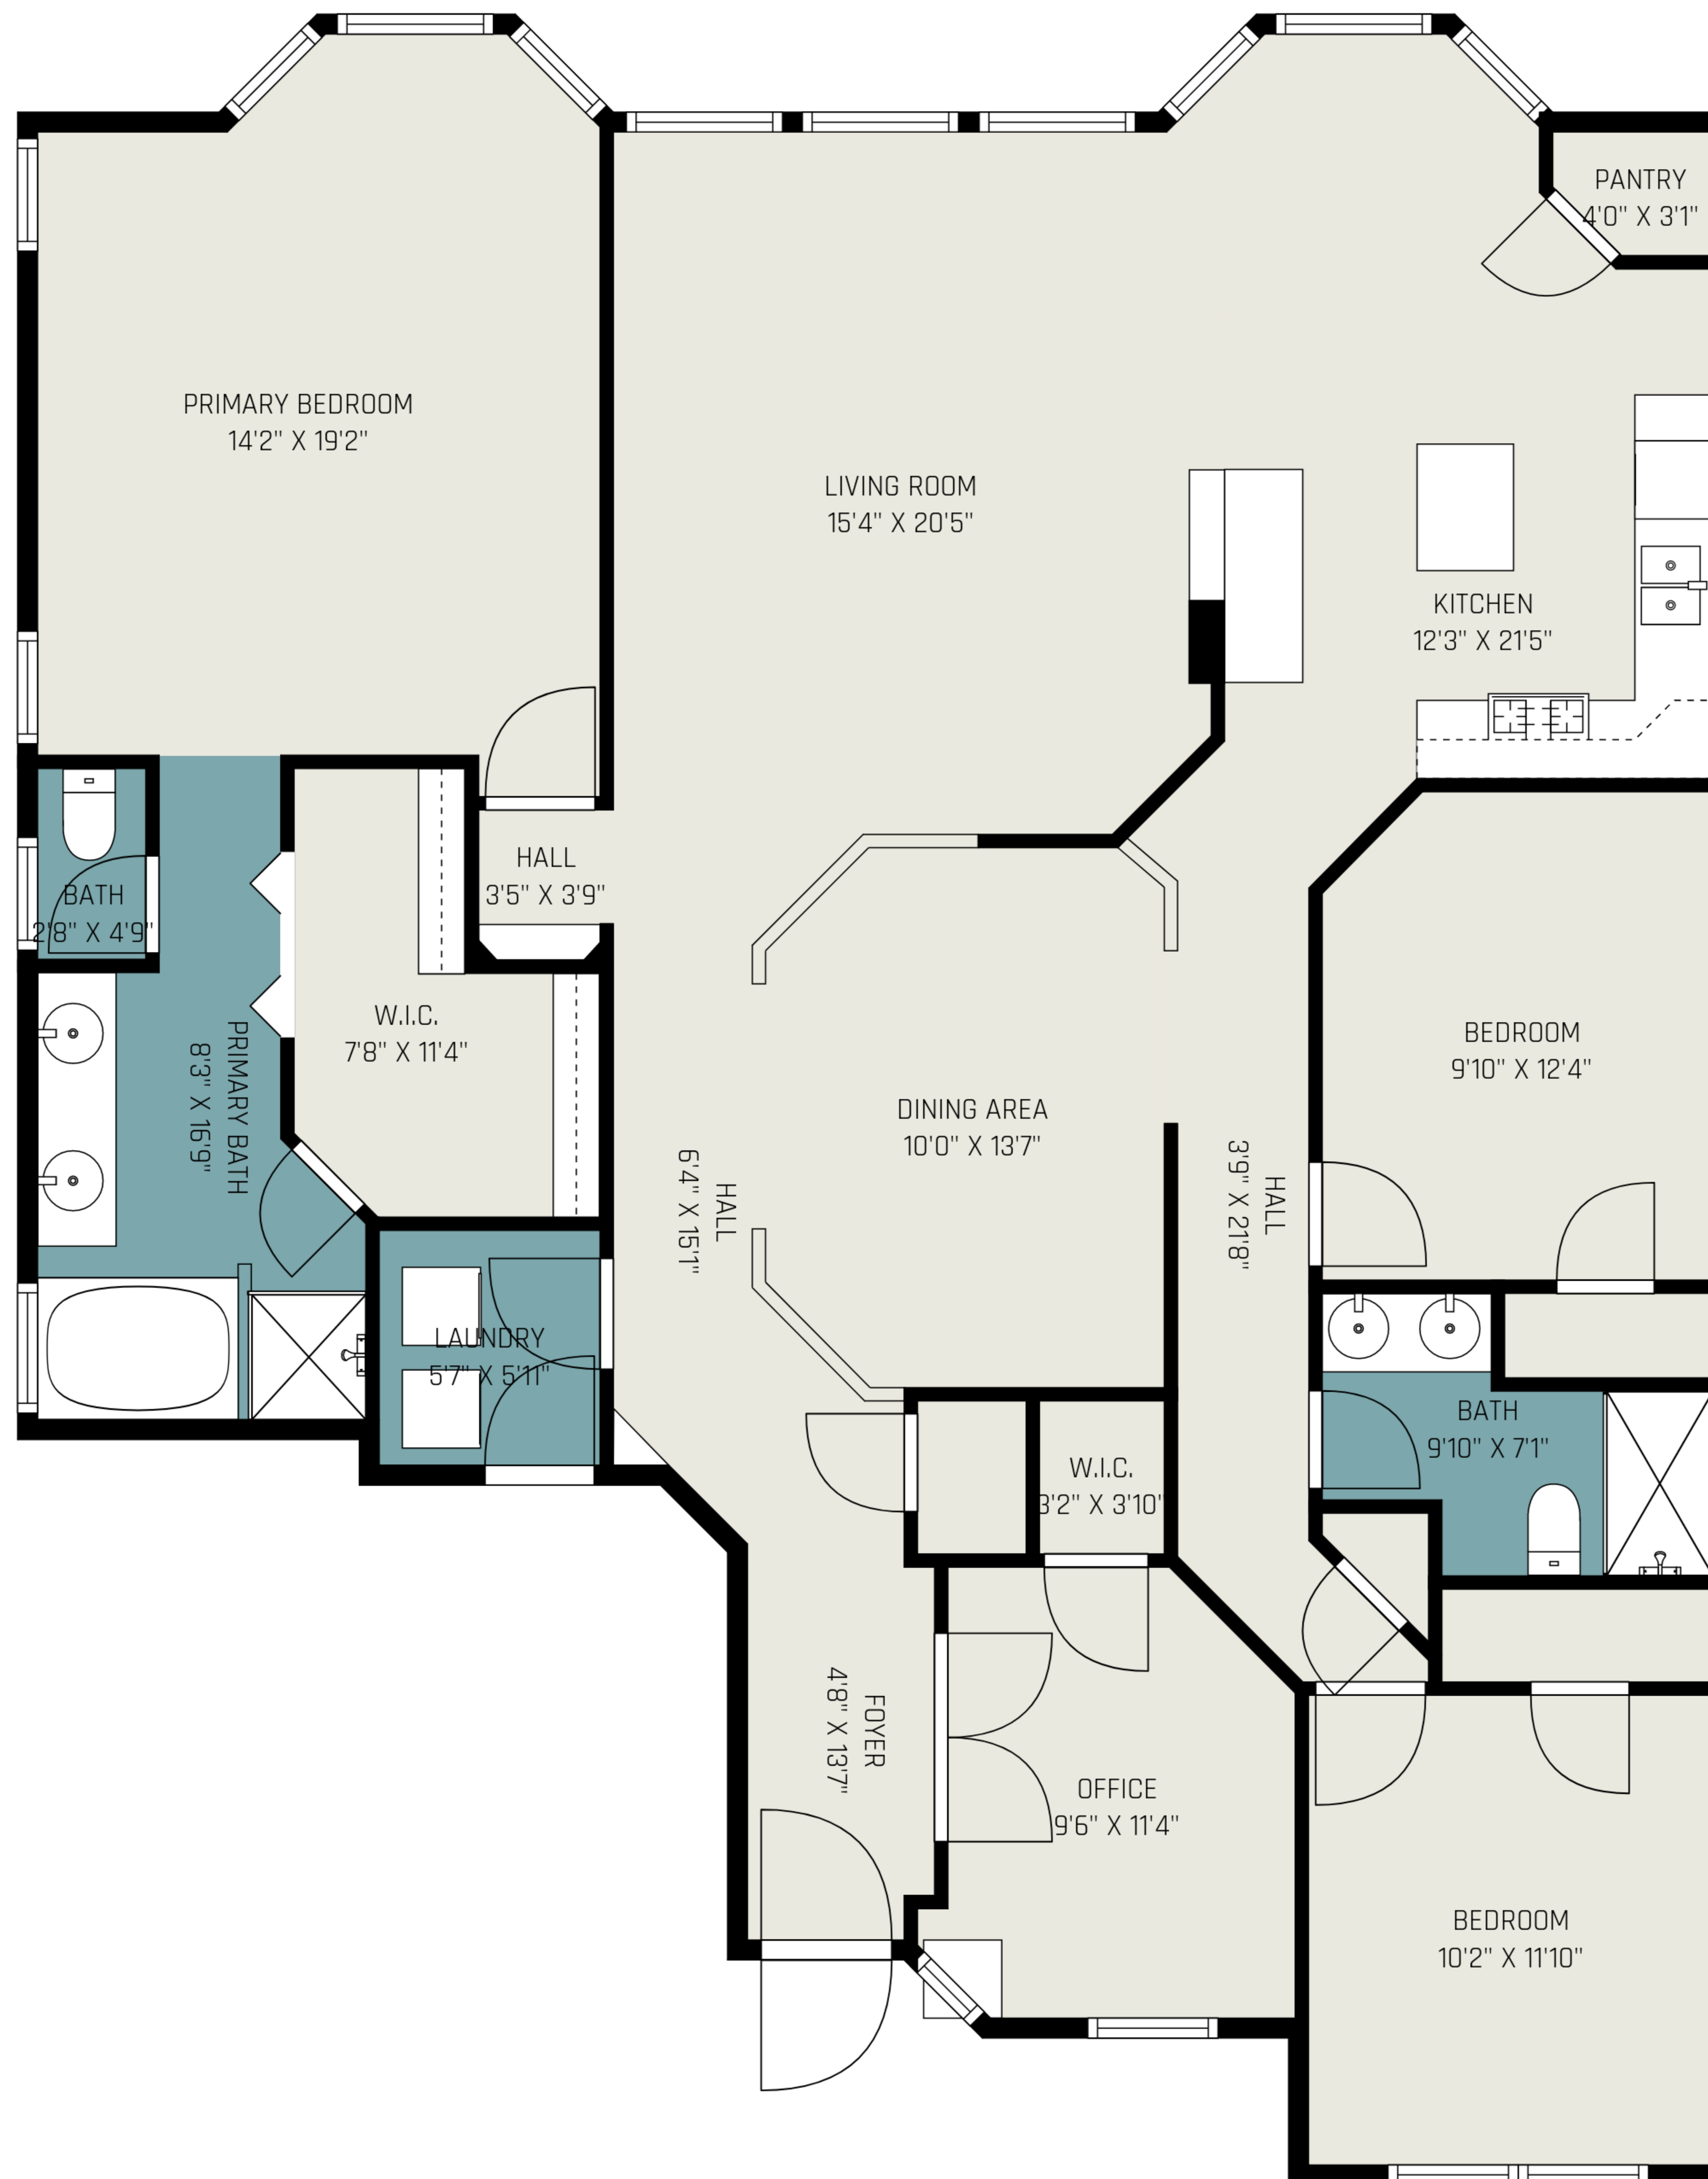 PANTRY
4'0" X 3'1"
PRIMARY BEDROOM
14'2" X 19'2"
LIVING ROOM
15'4" X 20'5"
KITCHEN
12'3" X 21'5"
HALL
3'5" X 3'9"
BATH
2'8" X 4'9"
W.I.C.
7'8" X 11'4"
PRIMARY BATH
8'3" X 16'9"
BEDROOM
9'10" X 12'4"
DINING AREA
10'0" X 13'7"
HALL
6'4" X 15'1"
HALL
3'9" X 21'8"
LAUNDRY
5'7" X 5'11"
BATH
9'10" X 7'1"
W.I.C.
3'2" X 3'10"
FOYER
4'8" X 13'7"
OFFICE
9'6" X 11'4"
BEDROOM
10'2" X 11'10"